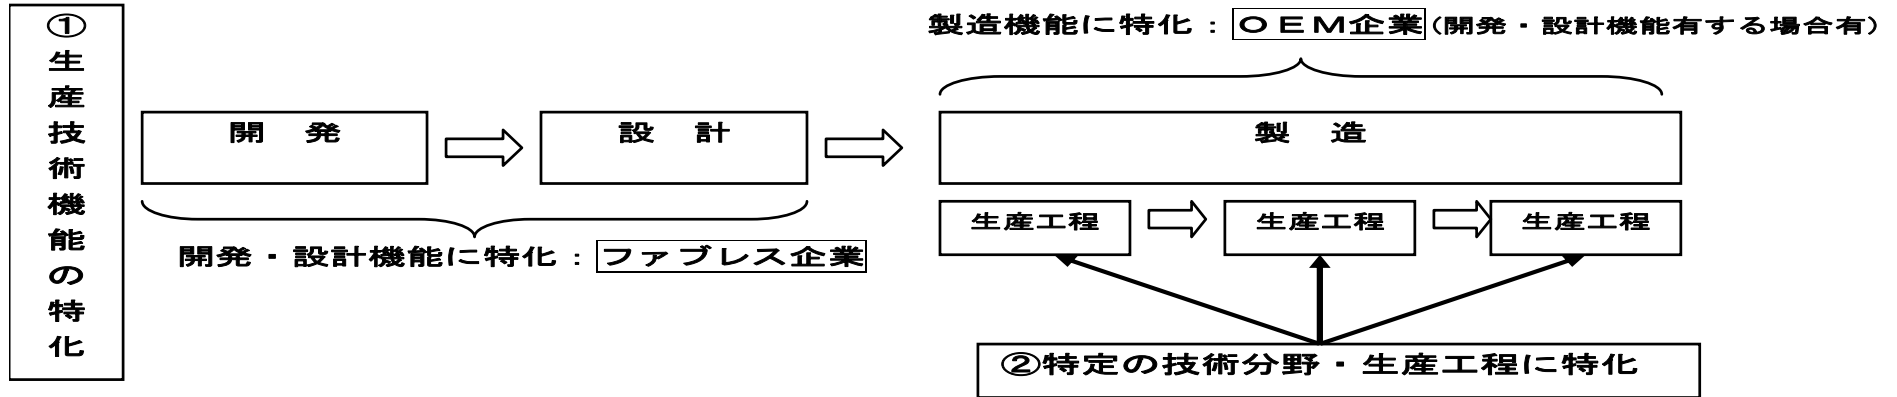 ①生産技術機能の特化
製造機能に特化：ＯＥＭ企業（開発・設計機能有する場合有）
開　発
設　計
製　造
生産工程
生産工程
生産工程
開発・設計機能に特化：ファブレス企業
②特定の技術分野・生産工程に特化